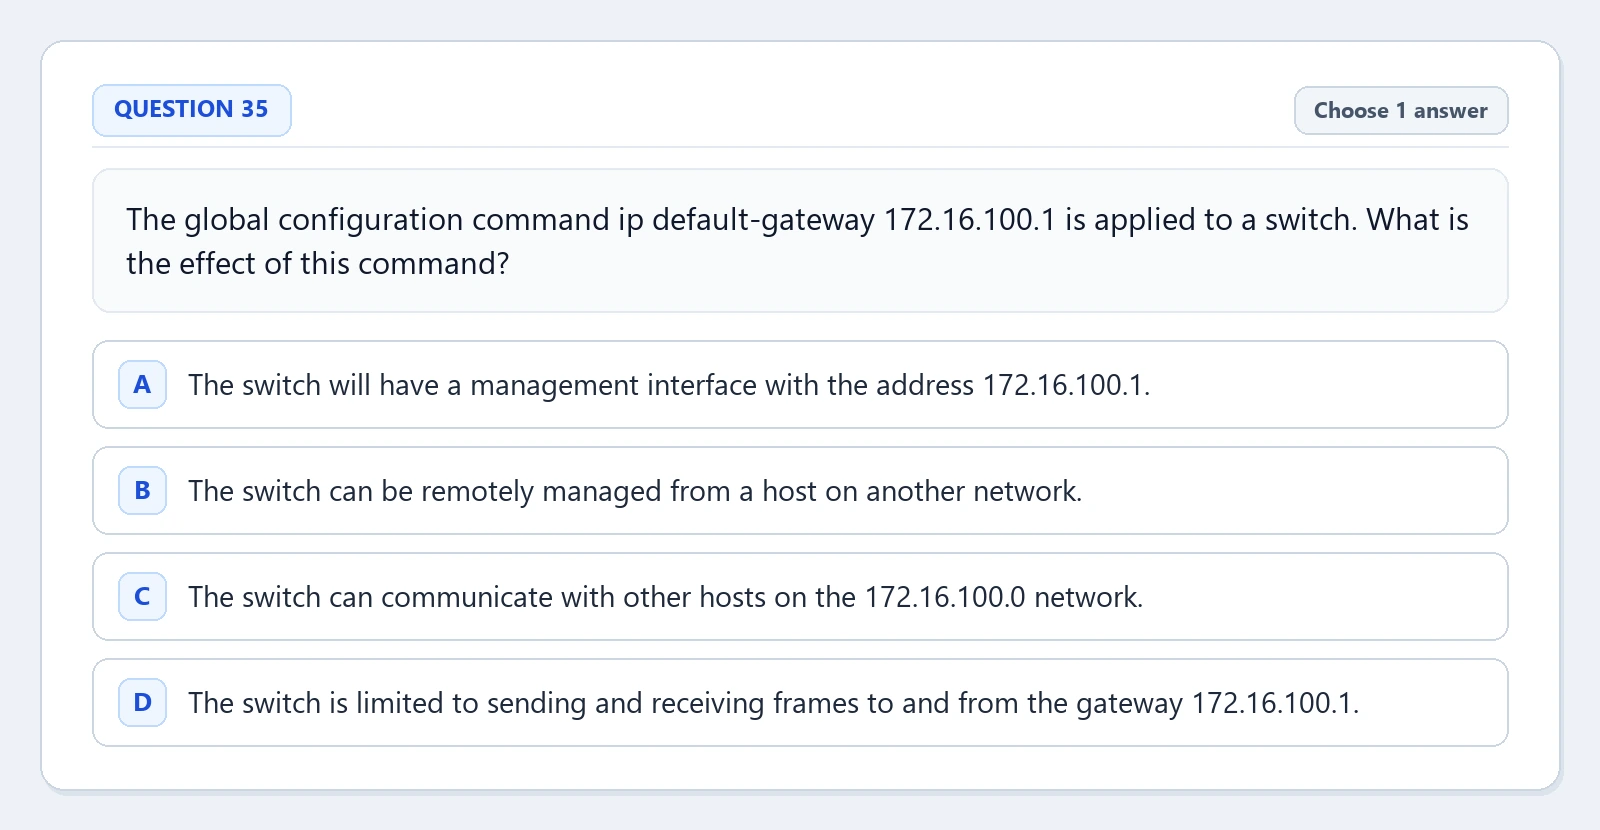 QUESTION 35
Choose 1 answer
The global configuration command ip default-gateway 172.16.100.1 is applied to a switch. What is
the effect of this command?
A The switch will have a management interface with the address 172.16.100.1.
B The switch can be remotely managed from a host on another network.
C The switch can communicate with other hosts on the 172.16.100.0 network.
D The switch is limited to sending and receiving frames to and from the gateway 172.16.100.1.